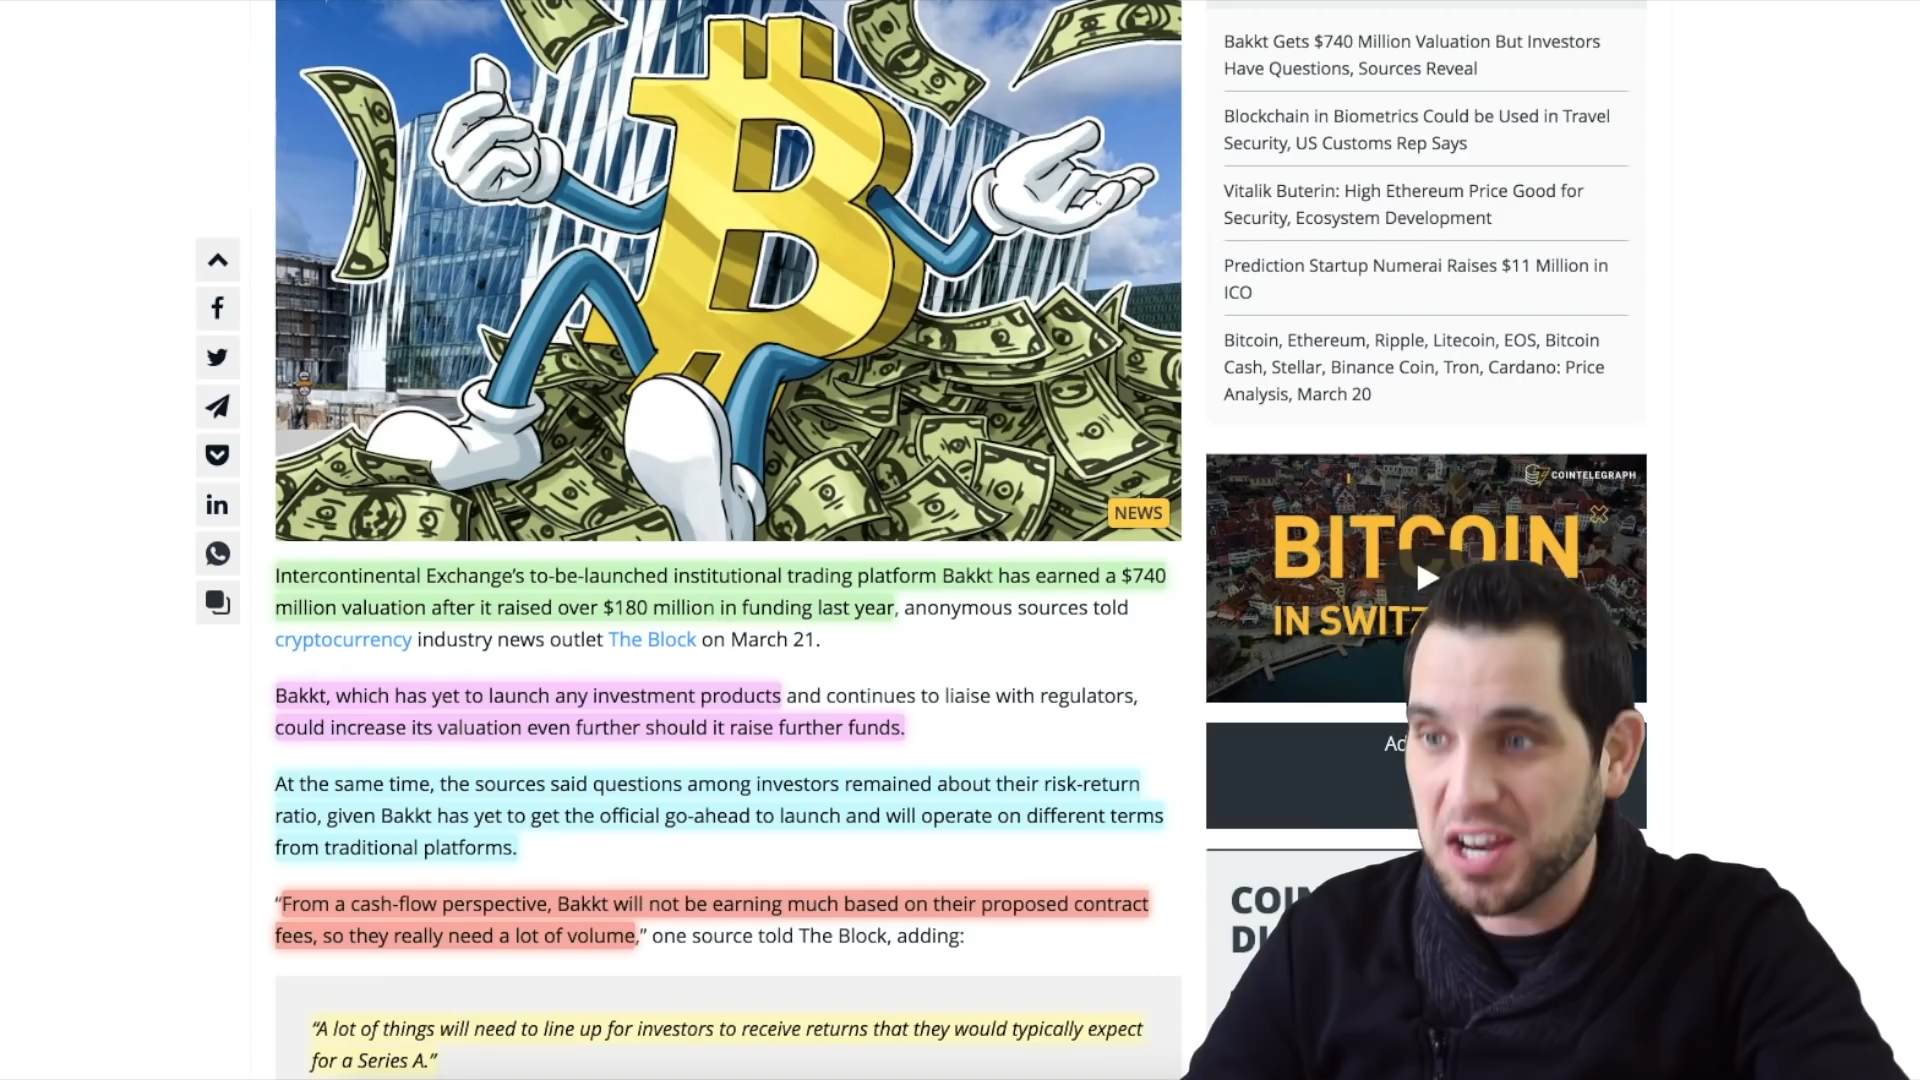 NEWS
Intercontinental Exchange’s to-be-launched institutional trading platform Bakkt has earned a $740
million valuation after it raised over $180 million in funding last year, anonymous sources told
cryptocurrency industry news outlet The Block on March 21.
Bakkt, which has yet to launch any investment products and continues to liaise with regulators,
could increase its valuation even further should it raise further funds.
At the same time, the sources said questions among investors remained about their risk-return
ratio, given Bakkt has yet to get the official go-ahead to launch and will operate on different terms
from traditional platforms.
“From a cash-flow perspective, Bakkt will not be earning much based on their proposed contract
fees, so they really need a lot of volume,” one source told The Block, adding:
“A lot of things will need to line up for investors to receive returns that they would typically expect
for a Series A.”
Bakkt Gets $740 Million Valuation But Investors
Have Questions, Sources Reveal
Blockchain in Biometrics Could be Used in Travel
Security, US Customs Rep Says
Vitalik Buterin: High Ethereum Price Good for
Security, Ecosystem Development
Prediction Startup Numerai Raises $11 Million in
ICO
Bitcoin, Ethereum, Ripple, Litecoin, EOS, Bitcoin
Cash, Stellar, Binance Coin, Tron, Cardano: Price
Analysis, March 20
COINTELEGRAPH
BITCOIN
IN